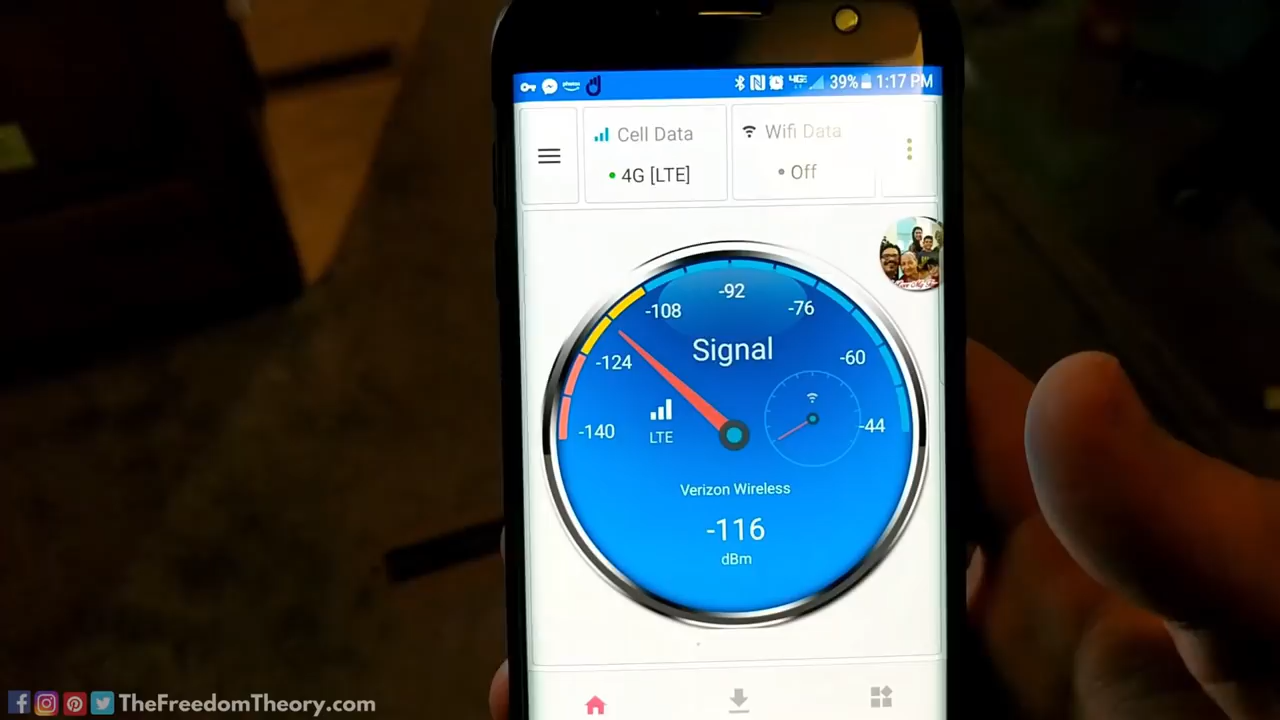 39% 1:17 PM
Cell Data
4G [LTE]
Wifi Data
Off
-92
-108
-76
Signal
-124
-60
-140
LTE
-44
Verizon Wireless
-116
dBm
TheFreedomTheory.com